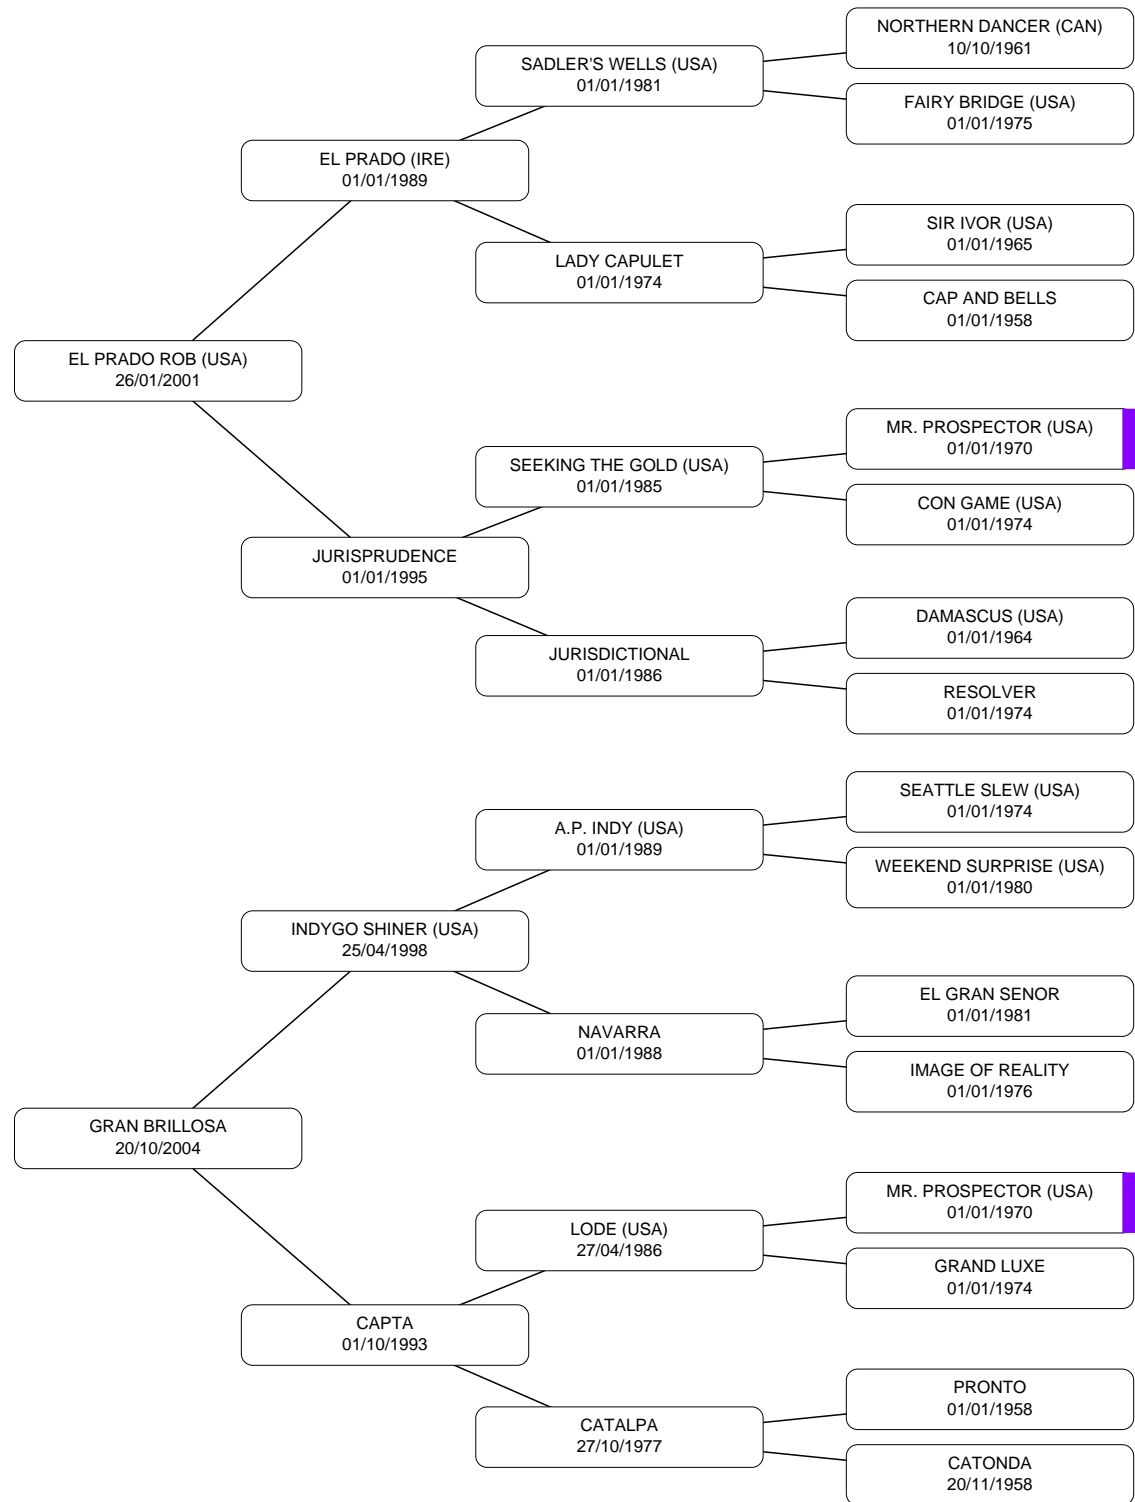 NORTHERN DANCER (CAN)
10/10/1961
SADLER'S WELLS (USA)
01/01/1981
FAIRY BRIDGE (USA)
01/01/1975
EL PRADO (IRE)
01/01/1989
SIR IVOR (USA)
01/01/1965
LADY CAPULET
01/01/1974
CAP AND BELLS
01/01/1958
EL PRADO ROB (USA)
26/01/2001
MR. PROSPECTOR (USA)
01/01/1970
SEEKING THE GOLD (USA)
01/01/1985
CON GAME (USA)
01/01/1974
JURISPRUDENCE
01/01/1995
DAMASCUS (USA)
01/01/1964
JURISDICTIONAL
01/01/1986
RESOLVER
01/01/1974
SEATTLE SLEW (USA)
01/01/1974
A.P. INDY (USA)
01/01/1989
WEEKEND SURPRISE (USA)
01/01/1980
INDYGO SHINER (USA)
25/04/1998
EL GRAN SENOR
01/01/1981
NAVARRA
01/01/1988
IMAGE OF REALITY
01/01/1976
GRAN BRILLOSA
20/10/2004
MR. PROSPECTOR (USA)
01/01/1970
LODE (USA)
27/04/1986
GRAND LUXE
01/01/1974
CAPTA
01/10/1993
PRONTO
01/01/1958
CATALPA
27/10/1977
CATONDA
20/11/1958